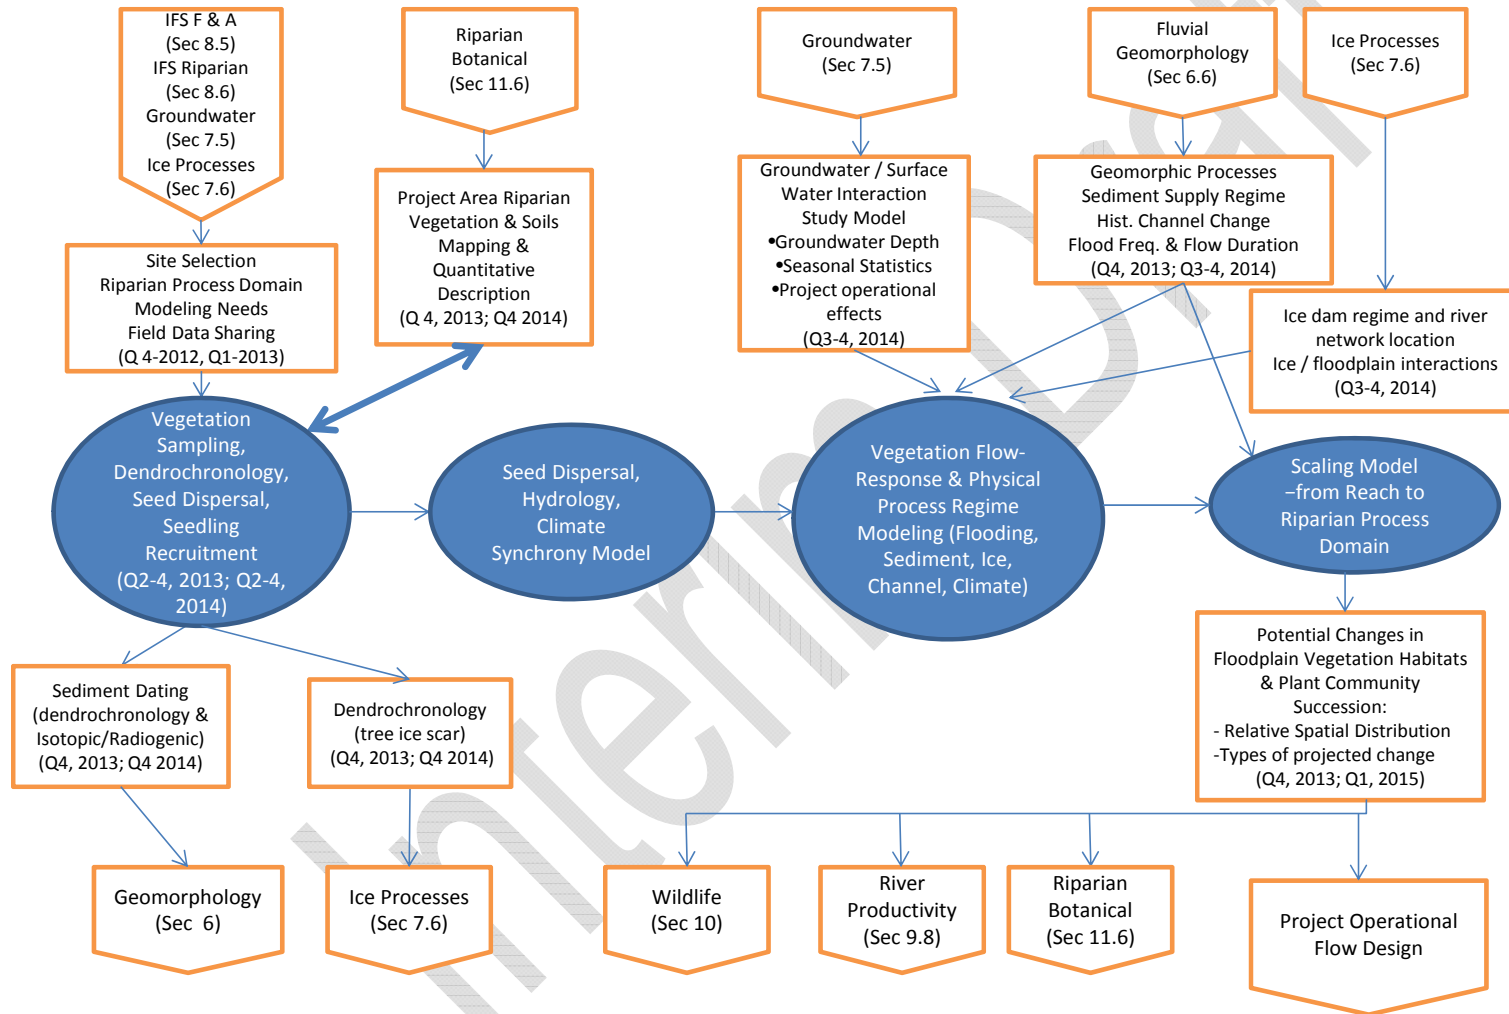 IFS F & A
(Sec 8.5)
IFS Riparian
(Sec 8.6)
Groundwater
(Sec 7.5)
Ice Processes
(Sec 7.6)
Riparian
Botanical
(Sec 11.6)
Groundwater
(Sec 7.5)
Fluvial
Geomorphology
(Sec 6.6)
Ice Processes
(Sec 7.6)
Site Selection
Riparian Process Domain
Modeling Needs
Field Data Sharing
(Q 4-2012, Q1-2013)
Project Area Riparian
Vegetation & Soils
Mapping &
Quantitative
Description
(Q 4, 2013; Q4 2014)
Groundwater / Surface
Water Interaction
Study Model
•Groundwater Depth
•Seasonal Statistics
•Project operational
effects
(Q3-4, 2014)
Geomorphic Processes
Sediment Supply Regime
Hist. Channel Change
Flood Freq. & Flow Duration
(Q4, 2013; Q3-4, 2014)
Ice dam regime and river
network location
Ice / floodplain interactions
(Q3-4, 2014)
Vegetation
Sampling,
Dendrochronology,
Seed Dispersal,
Seedling
Recruitment
(Q2-4, 2013; Q2-4,
2014)
Seed Dispersal,
Hydrology,
Climate
Synchrony Model
Vegetation Flow-
Response & Physical
Process Regime
Modeling (Flooding,
Sediment, Ice,
Channel, Climate)
Scaling Model
–from Reach to
Riparian Process
Domain
Sediment Dating
(dendrochronology &
Isotopic/Radiogenic)
(Q4, 2013; Q4 2014)
Dendrochronology
(tree ice scar)
(Q4, 2013; Q4 2014)
Potential Changes in
Floodplain Vegetation Habitats
& Plant Community
Succession:
- Relative Spatial Distribution
-Types of projected change
(Q4, 2013; Q1, 2015)
Geomorphology
(Sec  6)
Ice Processes
(Sec 7.6)
Wildlife
(Sec 10)
River
Productivity
(Sec 9.8)
Riparian
Botanical
(Sec 11.6)
Project Operational
Flow Design
Interim Draft